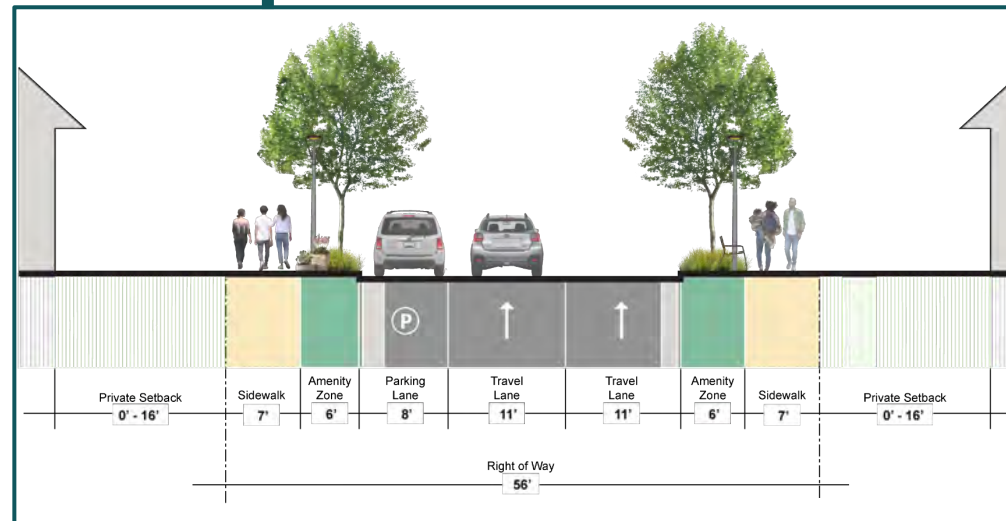 P
Private Setback
0' - 16'
Sidewalk
7'
Amenity
Zone
6'
Parking
Lane
8'
Travel
Lane
11'
Travel
Lane
11'
Amenity
Zone
6'
Sidewalk
7'
Private Setback
0' - 16'
Right of Way
56'